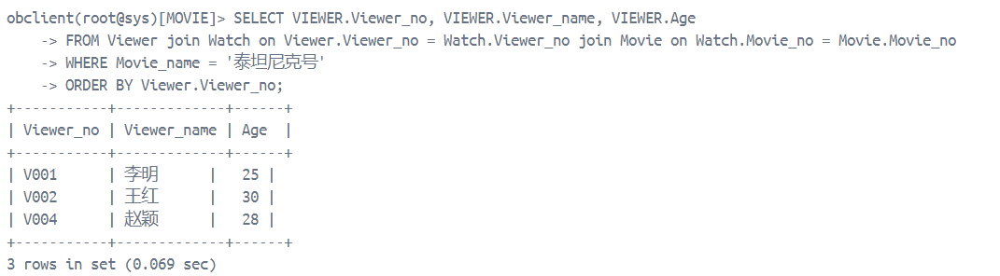 obclient(root@sys)[MOVIE]> SELECT VIEWER.Viewer_no, VIEWER.Viewer_name, VIEWER.Age
    -> FROM Viewer join Watch on Viewer.Viewer_no = Watch.Viewer_no join Movie on Watch.Movie_no = Movie.Movie_no
    -> WHERE Movie_name = '泰坦尼克号'
    -> ORDER BY Viewer.Viewer_no;
+-----------+-------------+------+
| Viewer_no | Viewer_name | Age  |
+-----------+-------------+------+
| V001      | 李明      |   25 |
| V002      | 王红      |   30 |
| V004      | 赵颖      |   28 |
+-----------+-------------+------+
3 rows in set (0.069 sec)